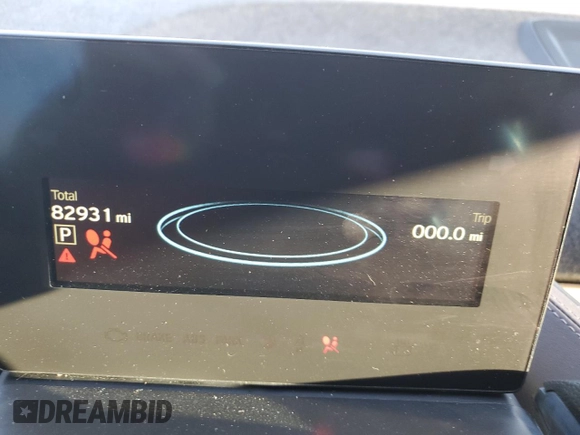 Total
82931 mi
Trip
000.0 mi
P
DREAMBID